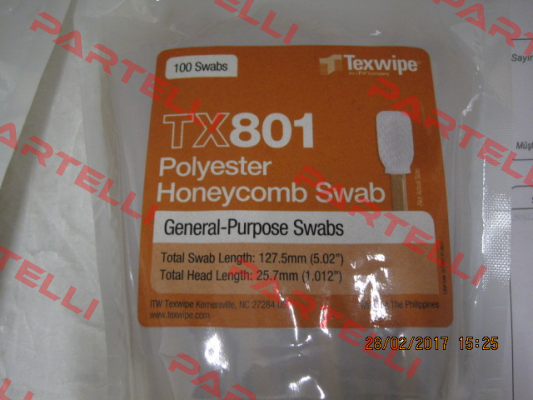 100 Swabs
Texwipe
TX801
Polyester
Honeycomb Swab
General-Purpose Swabs
Total Swab Length: 127.5mm (5.02")
Total Head Length: 25.7mm (1.012")
ITW Texwipe Kernersville, NC 27284
The Philippines
www.texwipe.com
28/02/2017 15:25
PARTELLI
PARTELLI
PARTELLI
PARTELLI